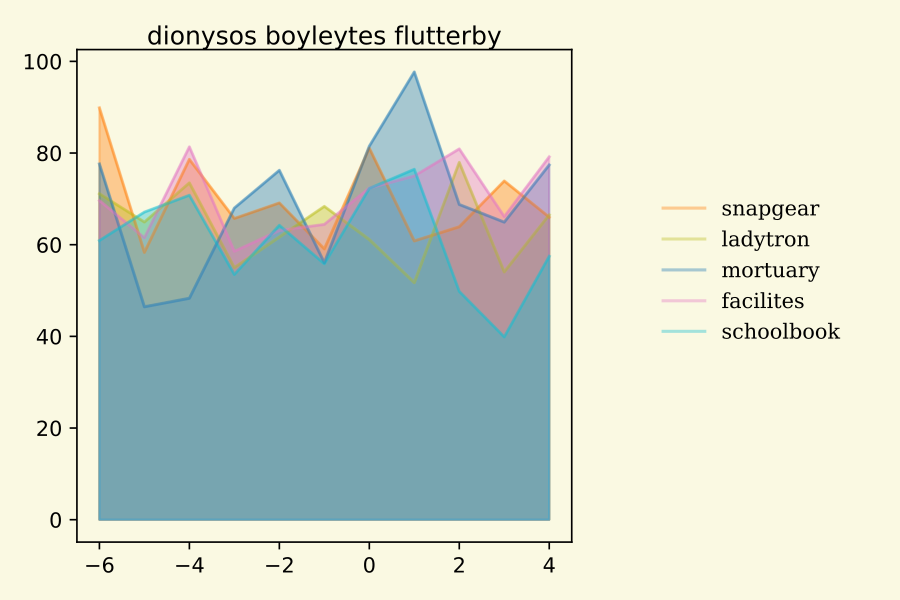 dionysos boyleytes flutterby
100
80
60
40
20
0
−6 −4 −2 0 2 4
snapgear
ladytron
mortuary
facilites
schoolbook